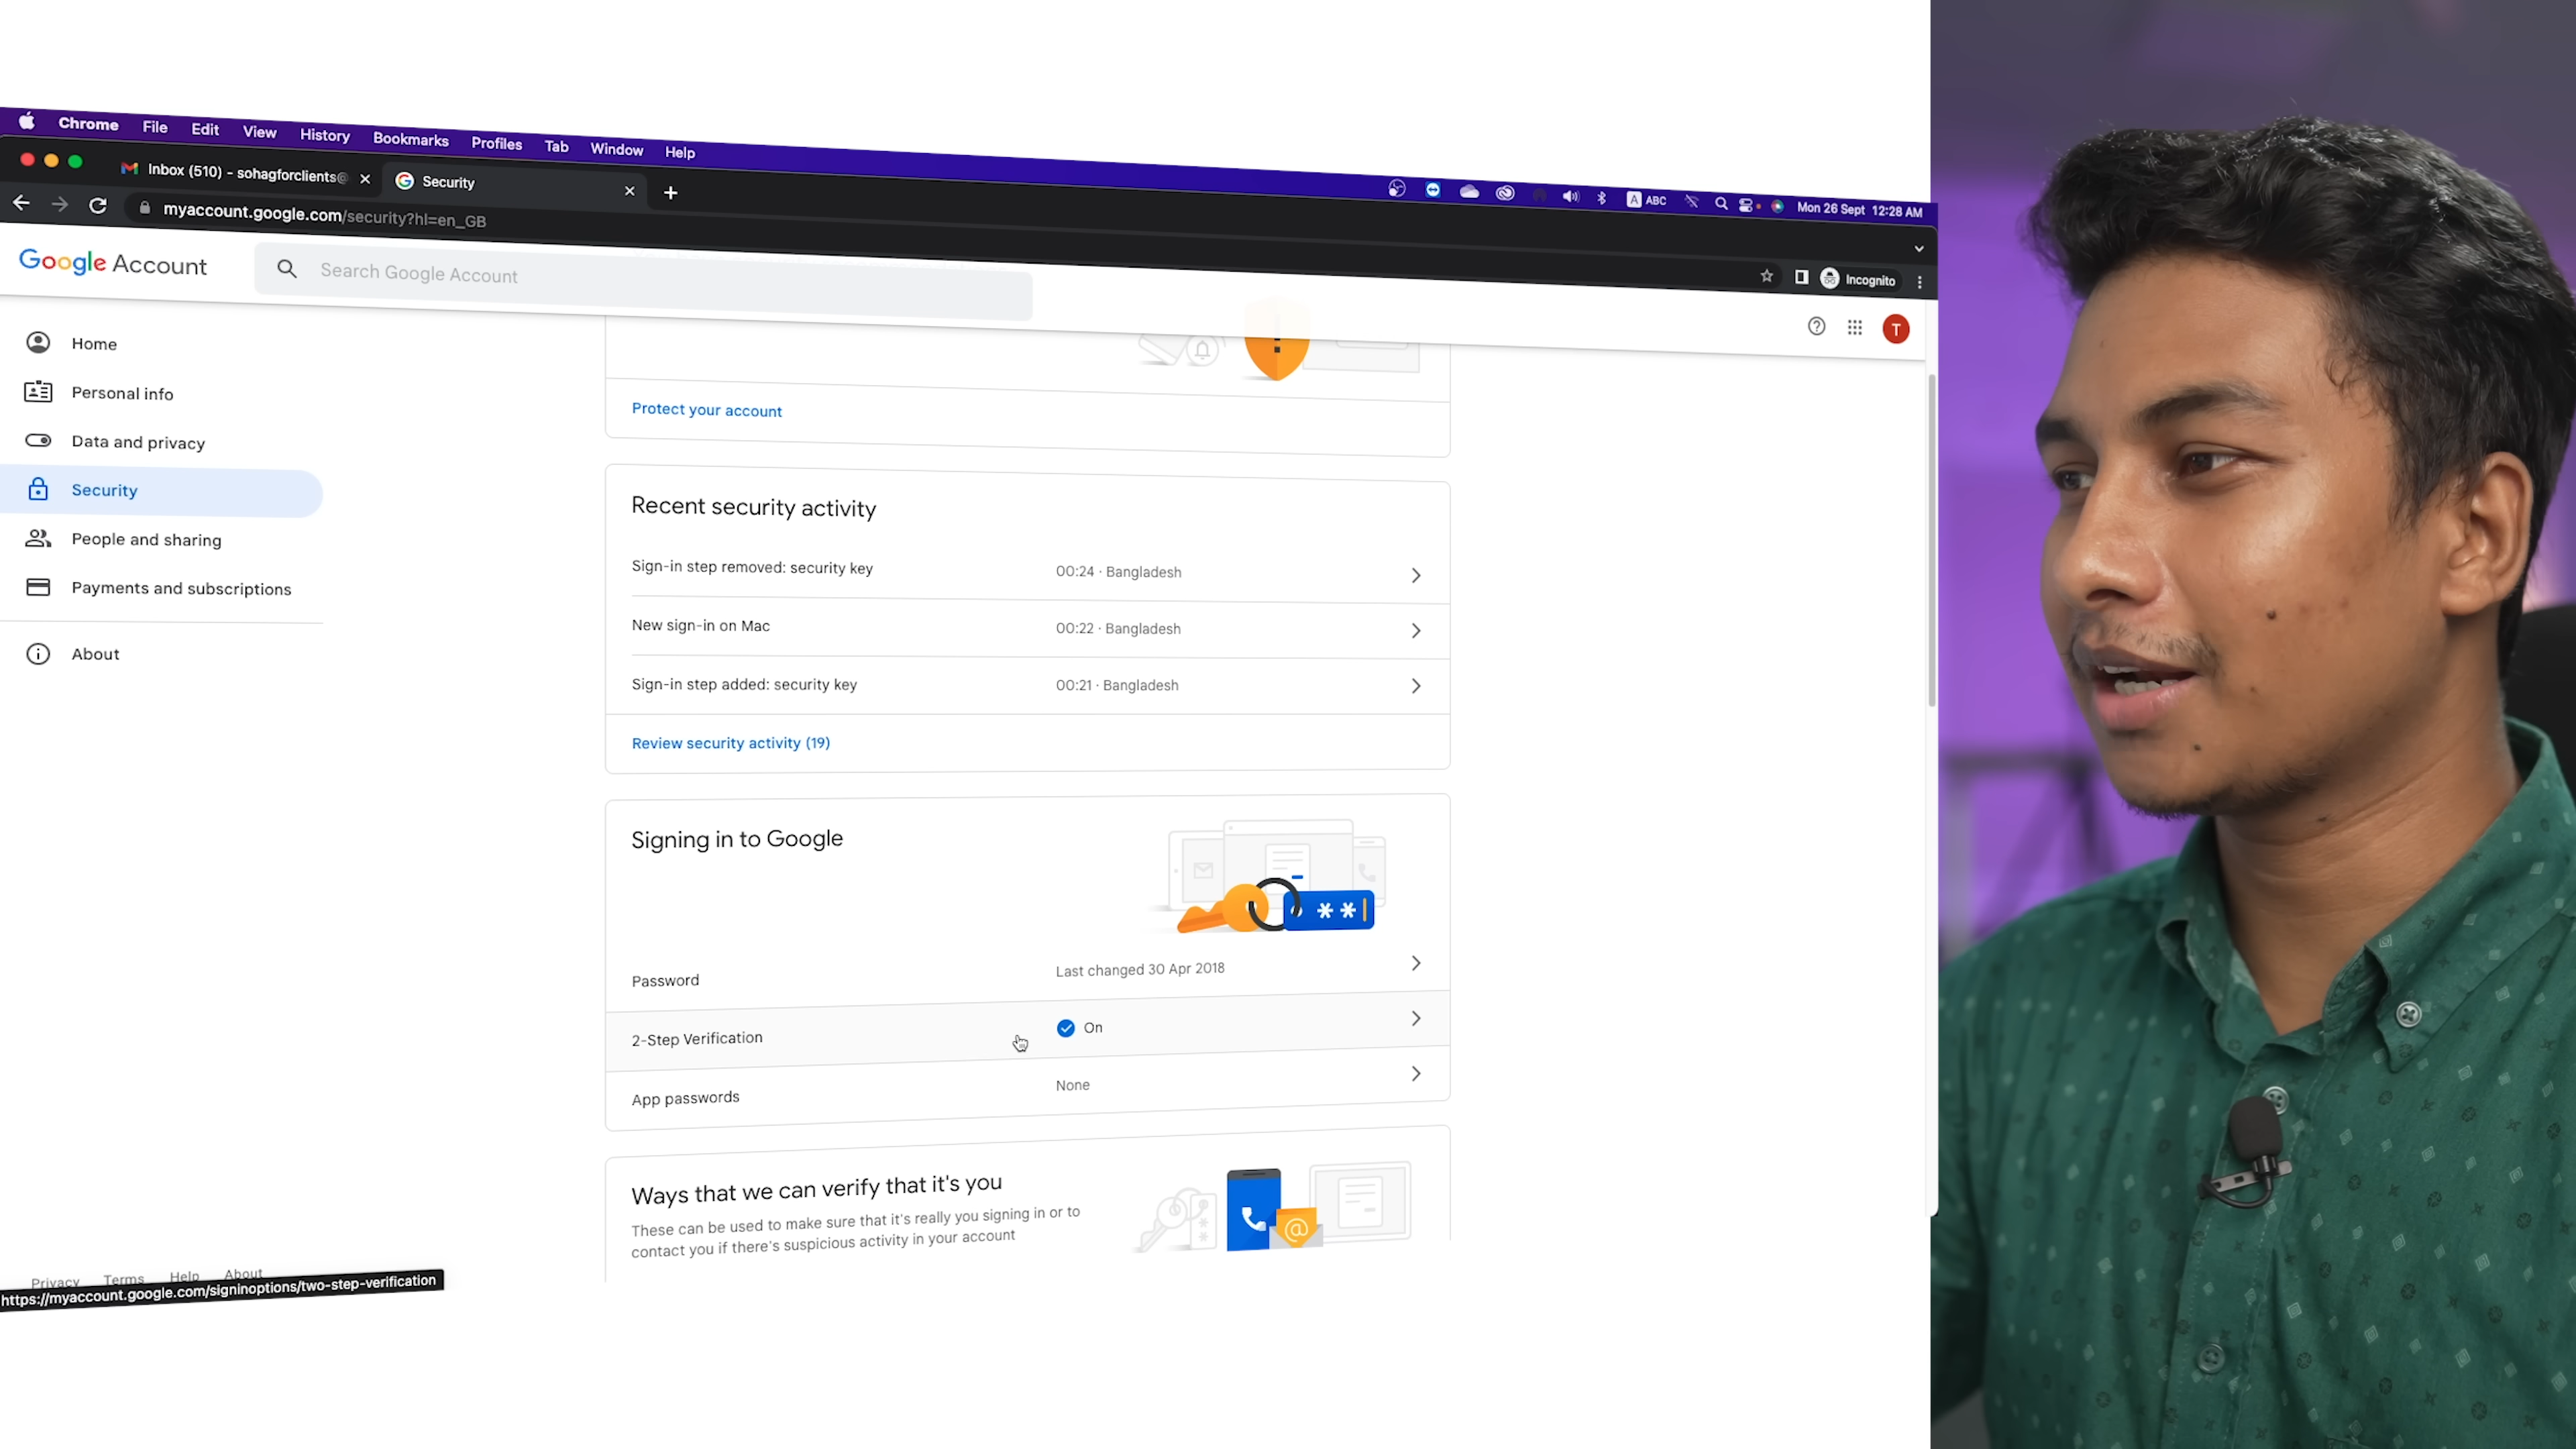 Chrome File Edit View History Bookmarks Profiles Tab Window Help
ABC Mon 26 Sept 12:28 AM
Inbox (510) - sohagforclients@
Security
myaccount.google.com/security?hl=en_GB
Incognito
Google Account
Search Google Account
T
Home
Personal info
Data and privacy
Security
People and sharing
Payments and subscriptions
About
Protect your account
Recent security activity
Sign-in step removed: security key 00:24 · Bangladesh
New sign-in on Mac 00:22 · Bangladesh
Sign-in step added: security key 00:21 · Bangladesh
Review security activity (19)
Signing in to Google
Password Last changed 30 Apr 2018
2-Step Verification On
App passwords None
Ways that we can verify that it's you
These can be used to make sure that it's really you signing in or to
contact you if there's suspicious activity in your account
Privacy Terms Help About
https://myaccount.google.com/signinoptions/two-step-verification